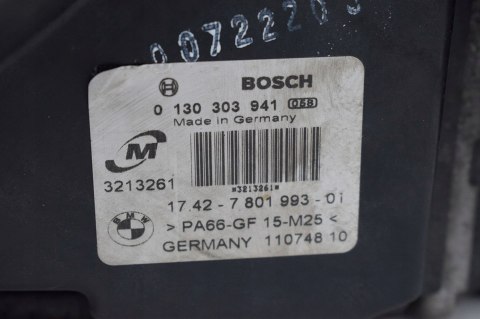 BOSCH
0 130 303 941 058
Made in Germany
M
3213261
*3213261*
17.42 - 7 801 993 - 01
BMW
> PA66-GF 15-M25 <
GERMANY 110748 10